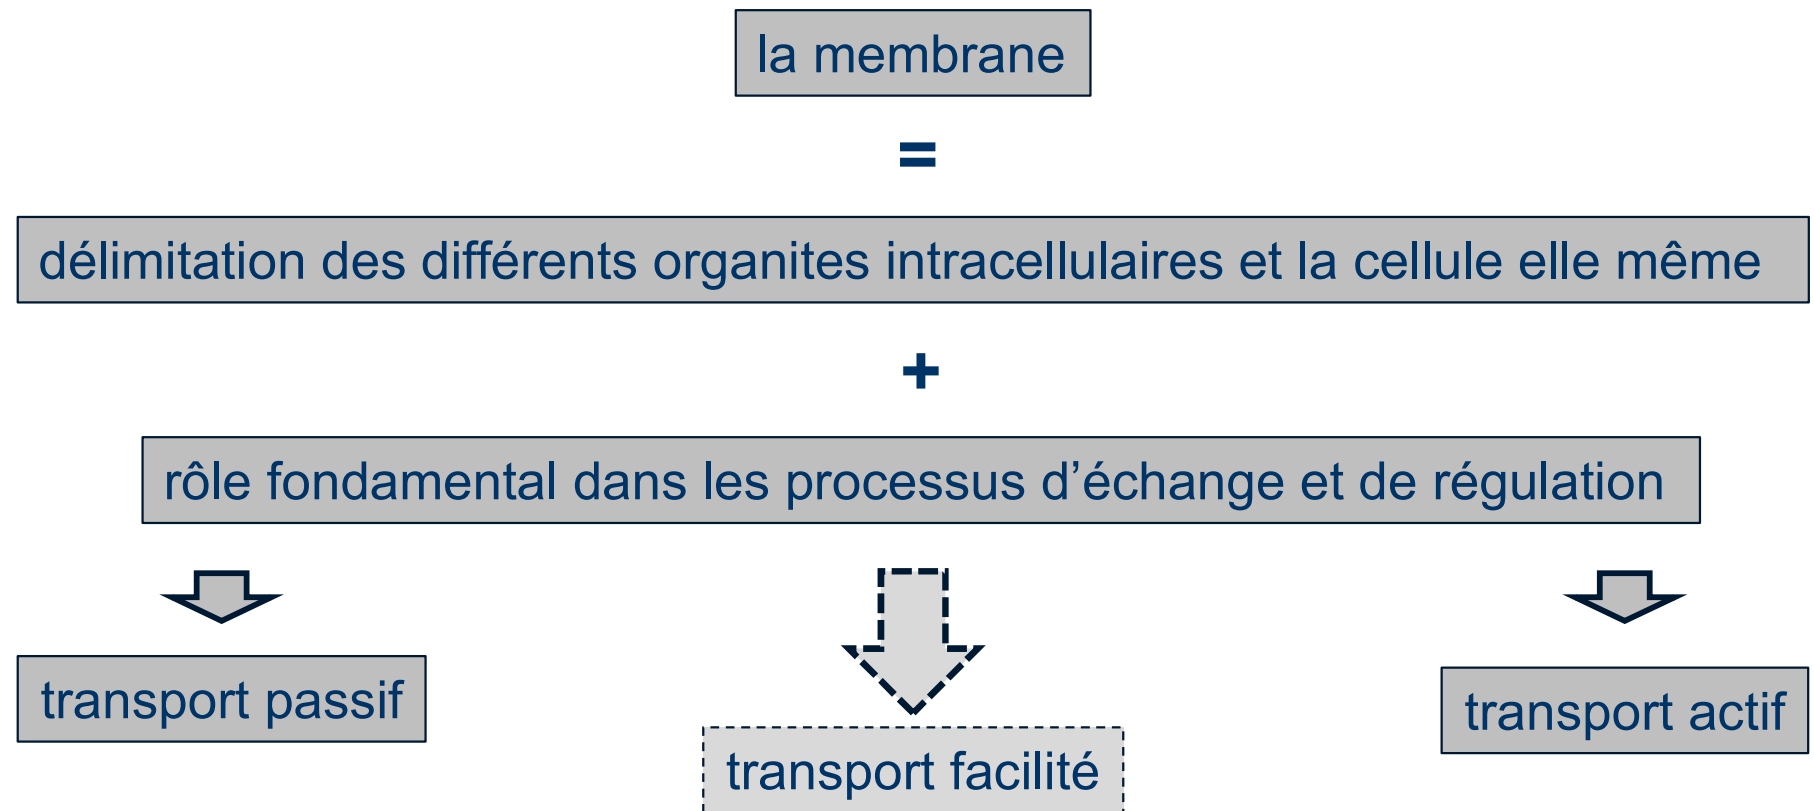 la membrane
=
délimitation des différents organites intracellulaires et la cellule elle même
+
rôle fondamental dans les processus d’échange et de régulation
transport passif
transport actif
transport facilité